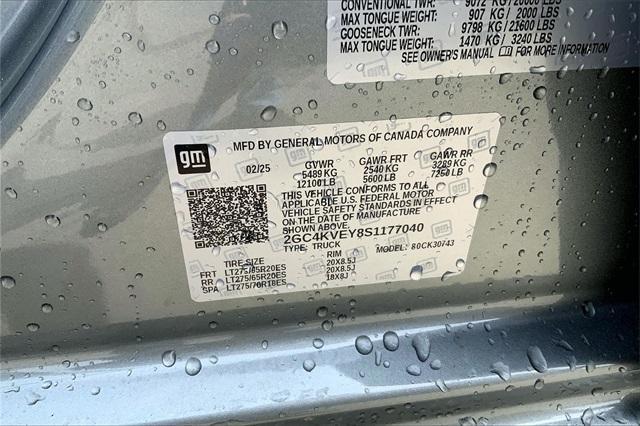 CONVENTIONAL TWR: 9072 KG/20000 LBS
MAX TONGUE WEIGHT: 907 KG/ 2000 LBS
GOOSENECK TWR: 9798 KG/21600 LBS
MAX TONGUE WEIGHT: 1470 KG/ 3240 LBS
SEE OWNER'S MANUAL FOR MORE INFORMATION
gm
MFD BY GENERAL MOTORS OF CANADA COMPANY
02/25 GVWR GAWR FRT GAWR RR
5489 KG 2540 KG 3289 KG
12100 LB 5600 LB 7250 LB
THIS VEHICLE CONFORMS TO ALL
APPLICABLE U.S. FEDERAL MOTOR
VEHICLE SAFETY STANDARDS IN EFFECT
ON THE DATE OF MANUFACTURE
SHOWN ABOVE.
2GC4KVEY8S1177040
TYPE: TRUCK MODEL: 80CK30743
TIRE SIZE RIM
FRT LT275/65R20ES 20X8.5J
RR LT275/65R20ES 20X8.5J
SPA LT275/70R18ES 18X8J